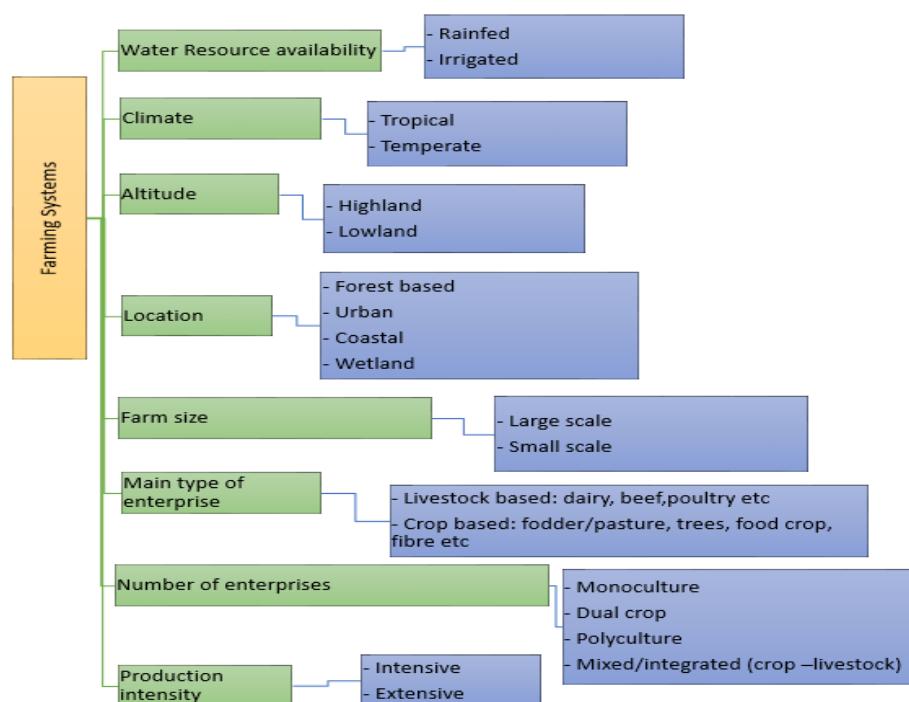 Farming Systems
Water Resource availability
- Rainfed
- Irrigated
Climate
- Tropical
- Temperate
Altitude
- Highland
- Lowland
Location
- Forest based
- Urban
- Coastal
- Wetland
Farm size
- Large scale
- Small scale
Main type of
enterprise
- Livestock based: dairy, beef,poultry etc
- Crop based: fodder/pasture, trees, food crop,
fibre etc
Number of enterprises
- Monoculture
- Dual crop
- Polyculture
- Mixed/integrated (crop –livestock)
Production
intensity
- Intensive
- Extensive